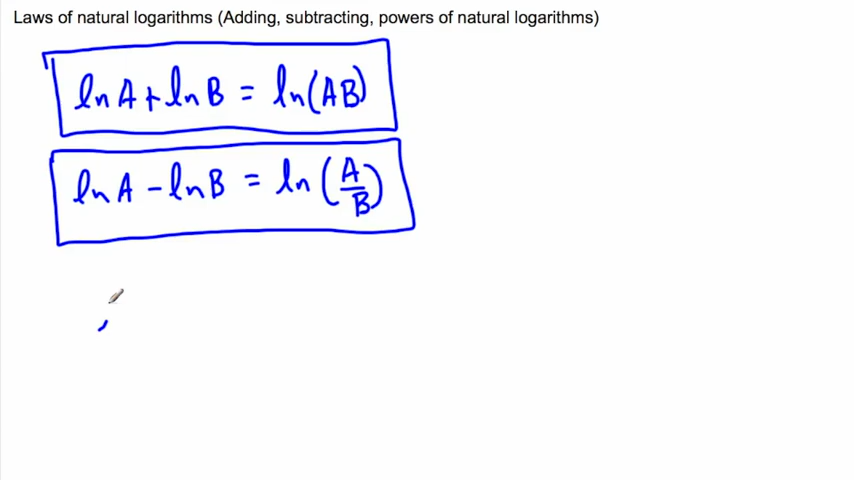 Laws of natural logarithms (Adding, subtracting, powers of natural logarithms)
ln A + ln B = ln(AB)
ln A - ln B = ln(A/B)